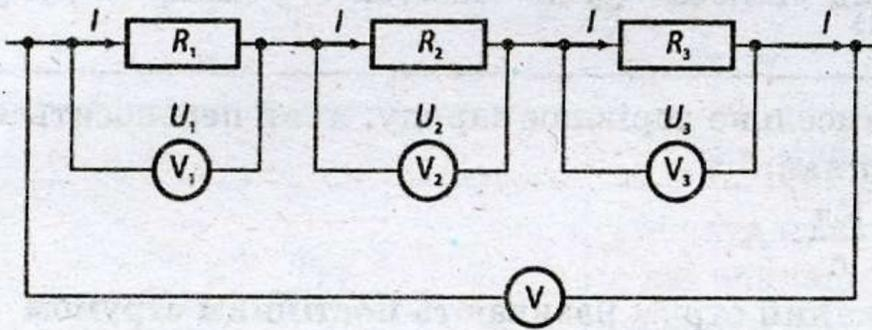 I I I I
R₁ R₂ R₃
U₁ U₂ U₃
V₁ V₂ V₃
V